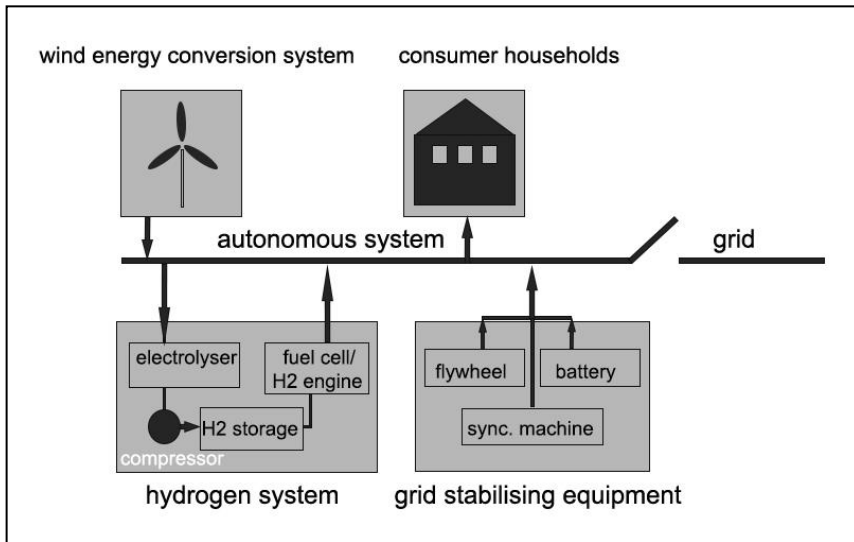 wind energy conversion system
consumer households
autonomous system
grid
electrolyser
fuel cell/
H2 engine
H2 storage
compressor
flywheel
battery
sync. machine
hydrogen system
grid stabilising equipment